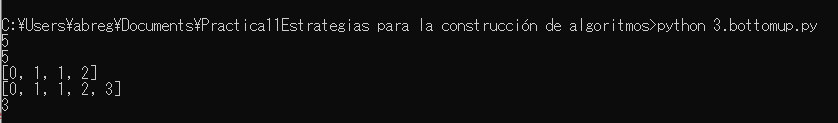 C:¥Users¥abreg¥Documents¥Practica11Estrategias para la construcción de algoritmos>python 3.bottomup.py
5
5
[0, 1, 1, 2]
[0, 1, 1, 2, 3]
3